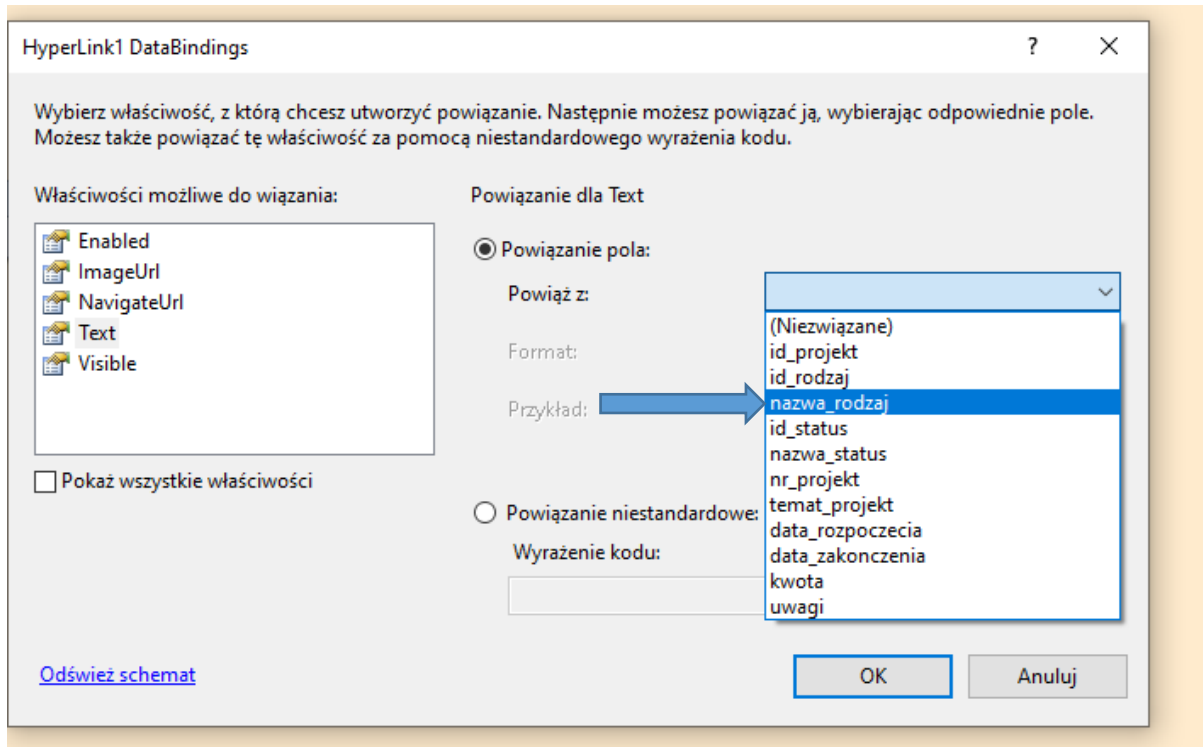 HyperLink1 DataBindings
?
Wybierz właściwość, z którą chcesz utworzyć powiązanie. Następnie możesz powiązać ją, wybierając odpowiednie pole.
Możesz także powiązać tę właściwość za pomocą niestandardowego wyrażenia kodu.
Właściwości możliwe do wiązania:
Enabled
ImageUrl
NavigateUrl
Text
Visible
Pokaż wszystkie właściwości
Powiązanie dla Text
Powiązanie pola:
Powiąż z:
Format:
Przykład:
(Niezwiązane)
id_projekt
id_rodzaj
nazwa_rodzaj
id_status
nazwa_status
nr_projekt
temat_projekt
data_rozpoczecia
data_zakonczenia
kwota
uwagi
Powiązanie niestandardowe:
Wyrażenie kodu:
Odśwież schemat
OK
Anuluj